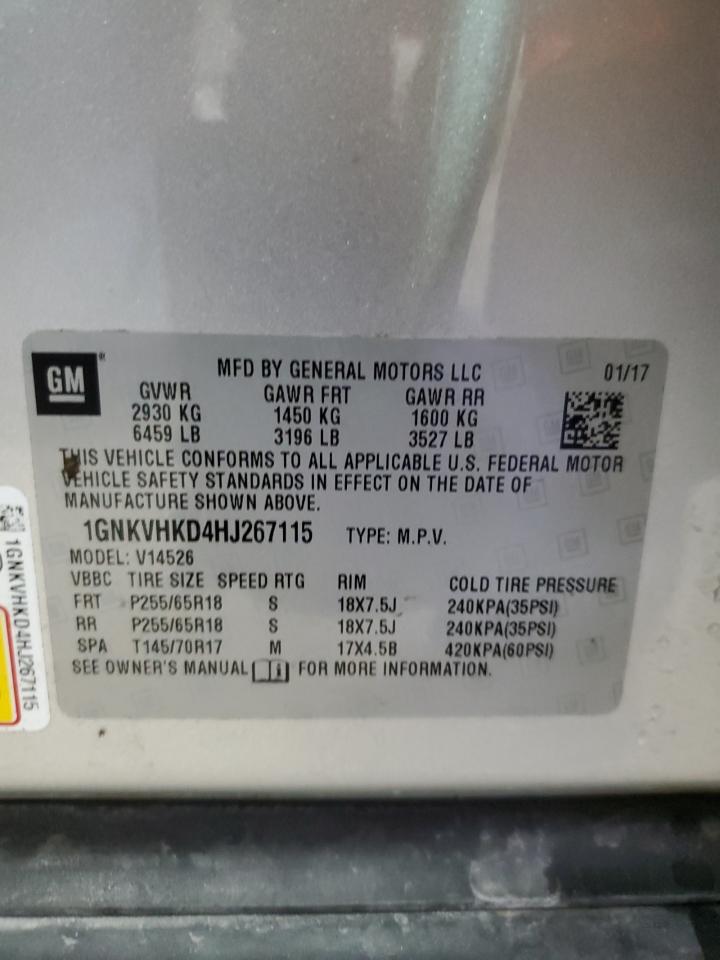 GM
MFD BY GENERAL MOTORS LLC 01/17
GVWR GAWR FRT GAWR RR
2930 KG 1450 KG 1600 KG
6459 LB 3196 LB 3527 LB
THIS VEHICLE CONFORMS TO ALL APPLICABLE U.S. FEDERAL MOTOR
VEHICLE SAFETY STANDARDS IN EFFECT ON THE DATE OF
MANUFACTURE SHOWN ABOVE.
1GNKVHKD4HJ267115 TYPE: M.P.V.
MODEL: V14526
VBBC TIRE SIZE SPEED RTG RIM COLD TIRE PRESSURE
FRT P255/65R18 S 18X7.5J 240KPA(35PSI)
RR P255/65R18 S 18X7.5J 240KPA(35PSI)
SPA T145/70R17 M 17X4.5B 420KPA(60PSI)
SEE OWNER'S MANUAL FOR MORE INFORMATION.
1GNKVHKD4HJ267115